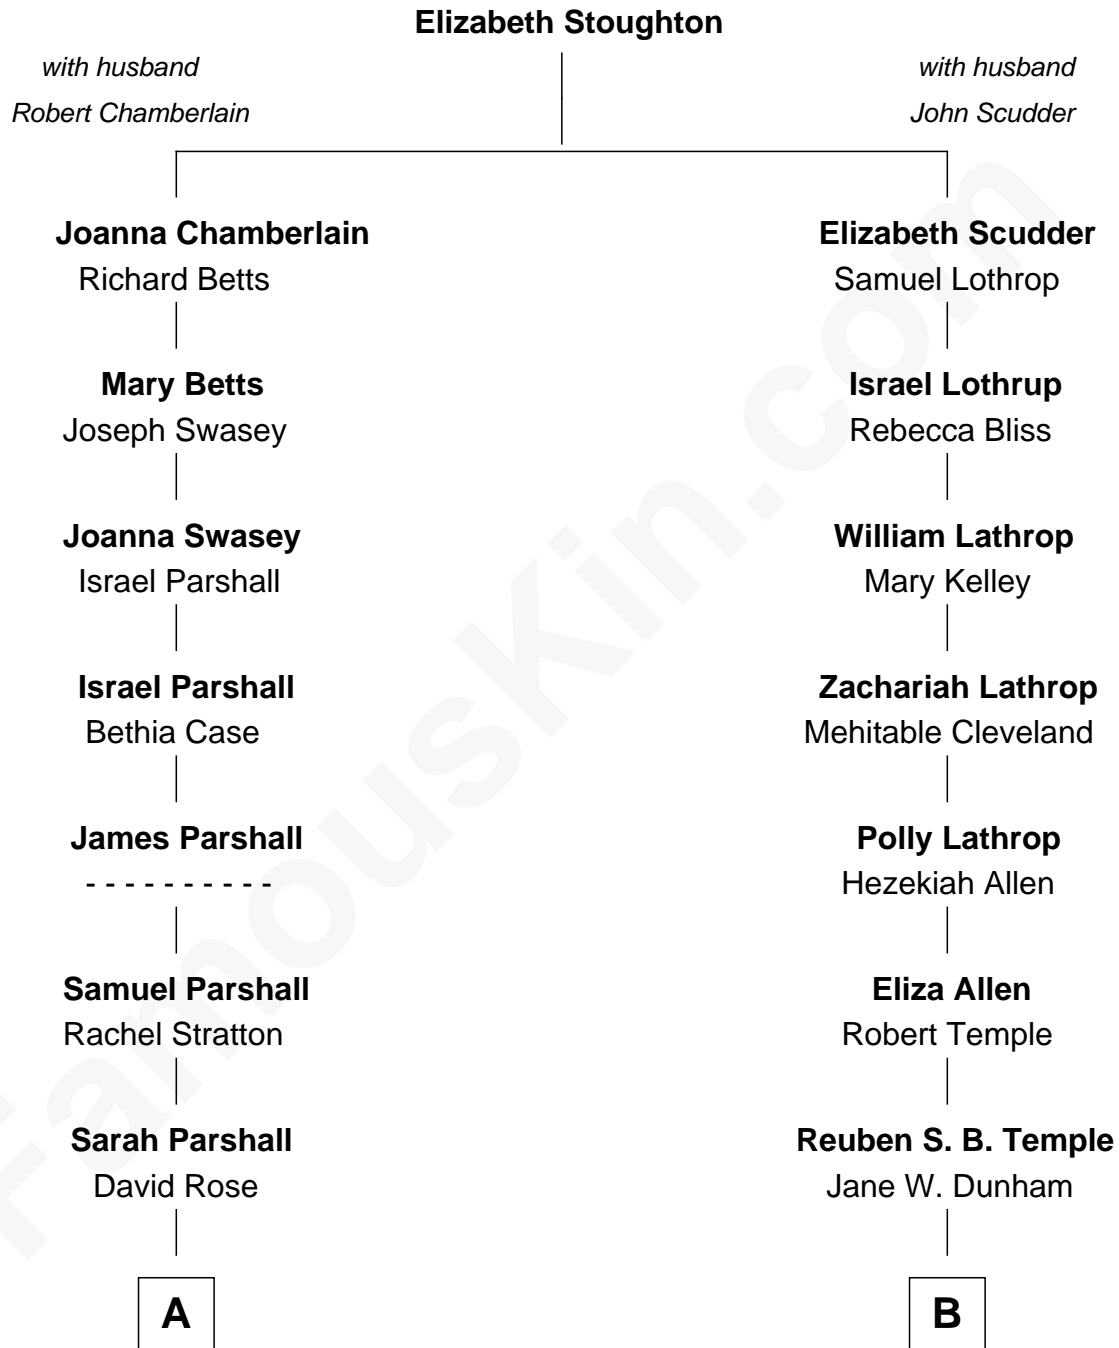 Elizabeth Stoughton
with husband
Robert Chamberlain
with husband
John Scudder
Joanna Chamberlain
Richard Betts
Elizabeth Scudder
Samuel Lothrop
Mary Betts
Joseph Swasey
Israel Lothrup
Rebecca Bliss
Joanna Swasey
Israel Parshall
William Lathrop
Mary Kelley
Israel Parshall
Bethia Case
Zachariah Lathrop
Mehitable Cleveland
James Parshall
- - - - - - - - - -
Polly Lathrop
Hezekiah Allen
Samuel Parshall
Rachel Stratton
Eliza Allen
Robert Temple
Sarah Parshall
David Rose
Reuben S. B. Temple
Jane W. Dunham
A
B
FamousKin.com